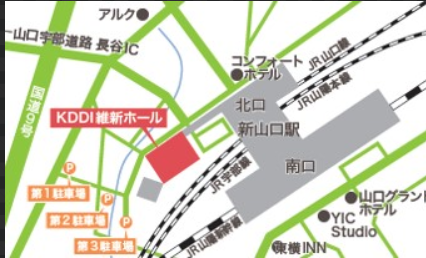 アルク
山口宇部道路 長谷JC
コンフォート
ホテル
JR山口線
JR山陽本線
国道9号
北口
KDDI維新ホール
新山口駅
南口
JR宇部線
P
第1駐車場
P
第2駐車場
P
第3駐車場
JR山陽新幹線
山口グランド
ホテル
YIC
Studio
東横INN